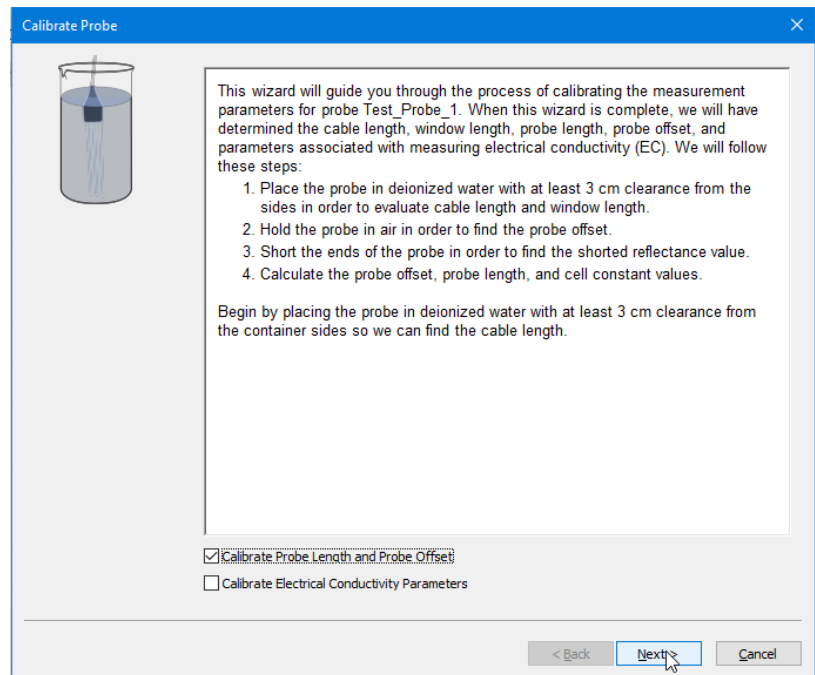 Calibrate Probe
This wizard will guide you through the process of calibrating the measurement
parameters for probe Test_Probe_1. When this wizard is complete, we will have
determined the cable length, window length, probe length, probe offset, and
parameters associated with measuring electrical conductivity (EC). We will follow
these steps:
1. Place the probe in deionized water with at least 3 cm clearance from the
sides in order to evaluate cable length and window length.
2. Hold the probe in air in order to find the probe offset.
3. Short the ends of the probe in order to find the shorted reflectance value.
4. Calculate the probe offset, probe length, and cell constant values.
Begin by placing the probe in deionized water with at least 3 cm clearance from
the container sides so we can find the cable length.
Calibrate Probe Length and Probe Offset
Calibrate Electrical Conductivity Parameters
< Back Next > Cancel